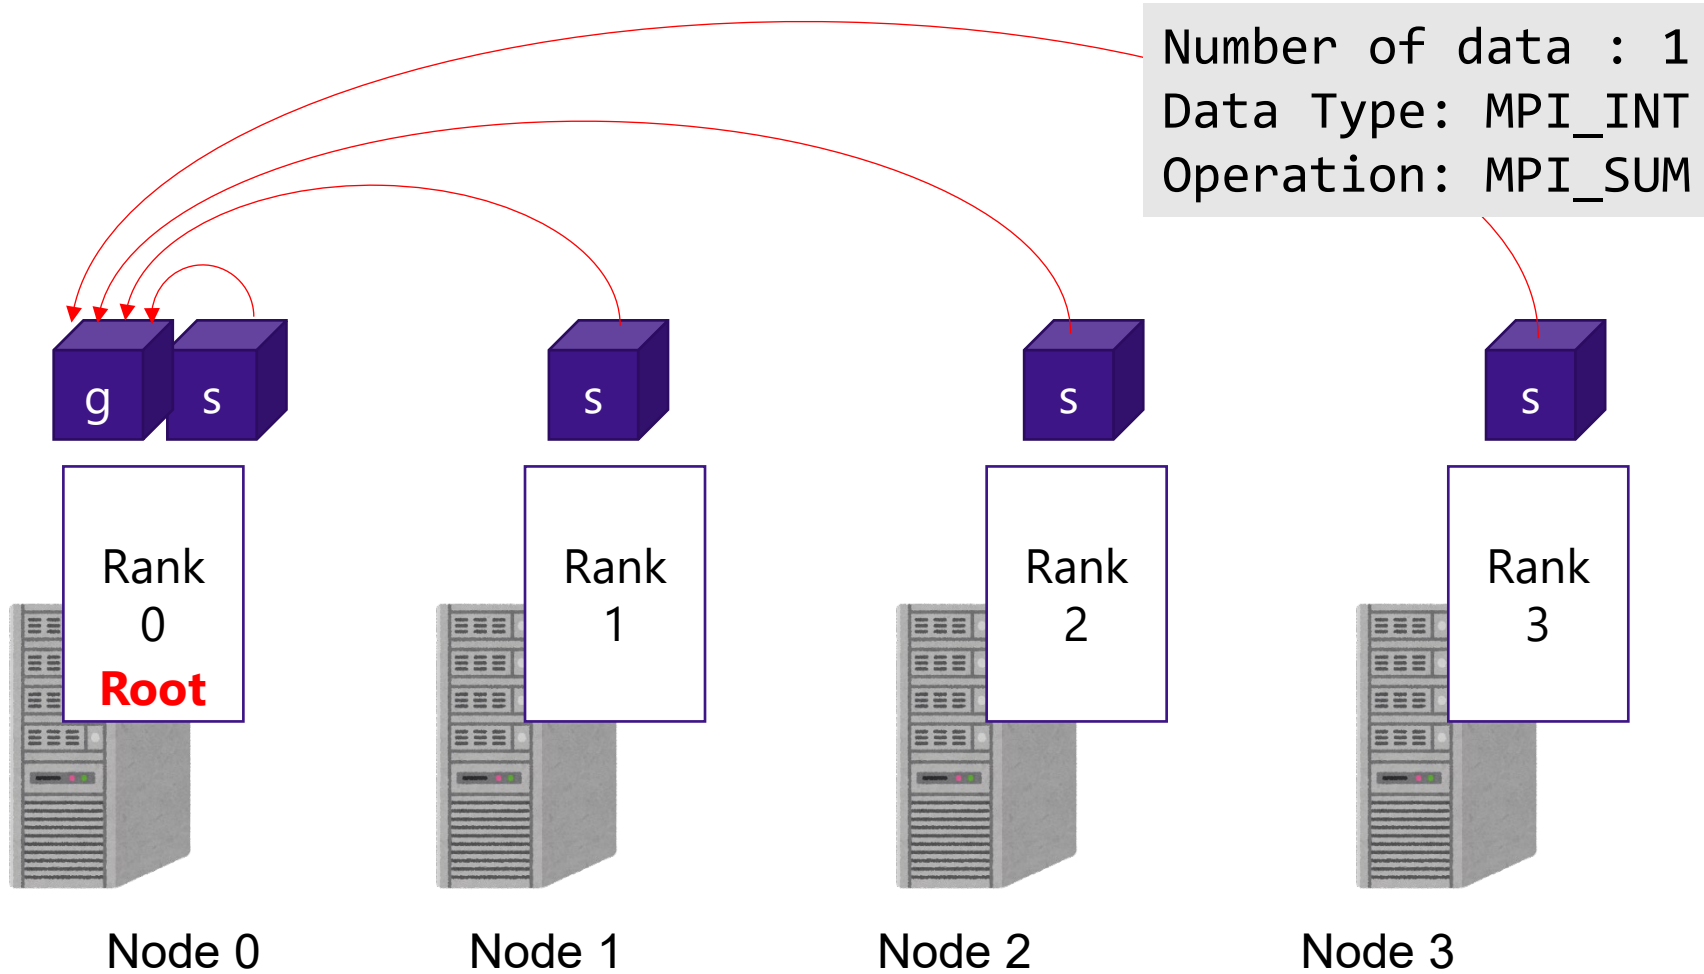 Number of data : 1
Data Type: MPI_INT
Operation: MPI_SUM
g
s
s
s
s
Rank
0
Root
Rank
1
Rank
2
Rank
3
Node 0
Node 1
Node 2
Node 3